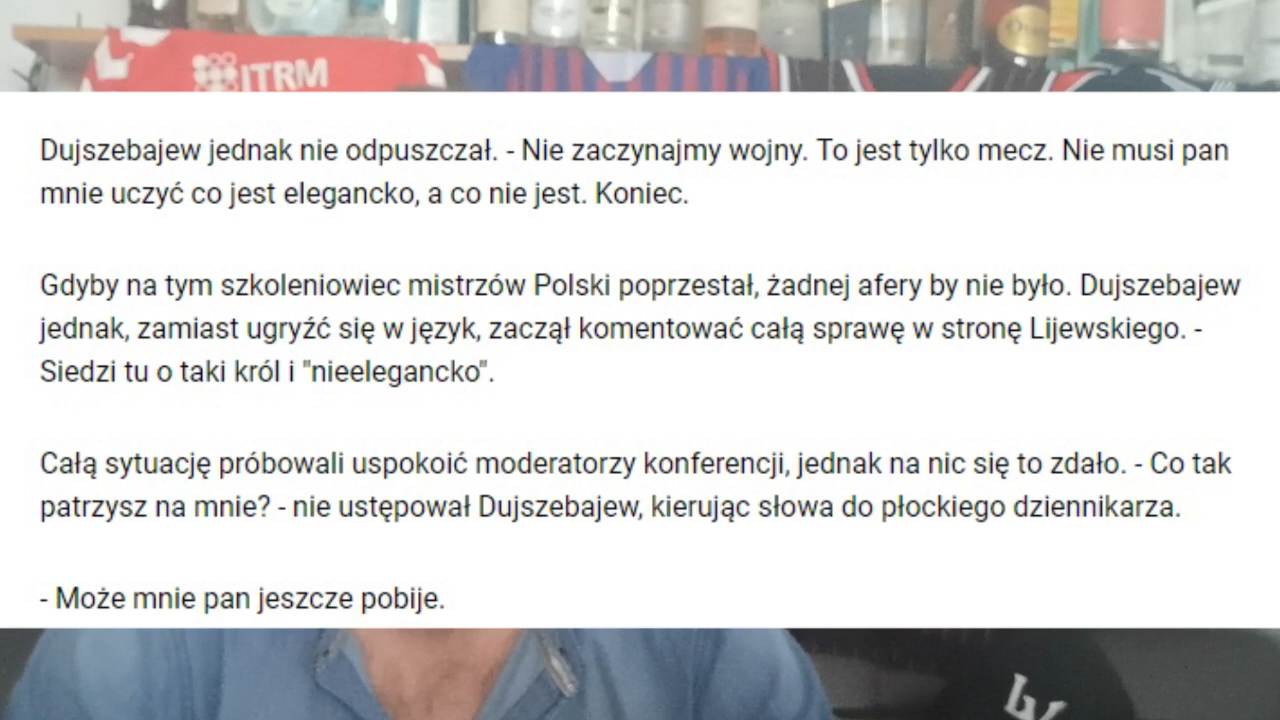 ITRM
Dujszebajew jednak nie odpuszczał. - Nie zaczynajmy wojny. To jest tylko mecz. Nie musi pan
mnie uczyć co jest elegancko, a co nie jest. Koniec.
Gdyby na tym szkoleniowiec mistrzów Polski poprzestał, żadnej afery by nie było. Dujszebajew
jednak, zamiast ugryźć się w język, zaczął komentować całą sprawę w stronę Lijewskiego. -
Siedzi tu o taki król i "nieelegancko".
Całą sytuację próbowali uspokoić moderatorzy konferencji, jednak na nic się to zdało. - Co tak
patrzysz na mnie? - nie ustępował Dujszebajew, kierując słowa do płockiego dziennikarza.
- Może mnie pan jeszcze pobije.